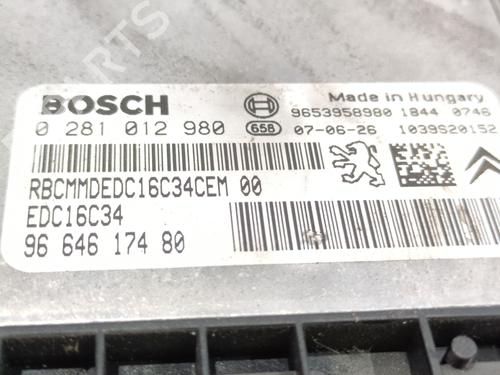 BOSCH
Made in Hungary
9653958980 1844 0746
0 281 012 980 658 07-06-26 1039S20152
RBCMMDEDC16C34CEM 00
EDC16C34
96 646 174 80
PARTS